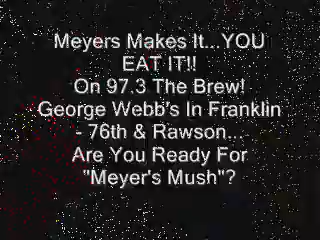 Meyers Makes It...YOU
EAT IT!!
On 97.3 The Brew!
George Webb's In Franklin
- 76th & Rawson...
Are You Ready For
"Meyer's Mush"?